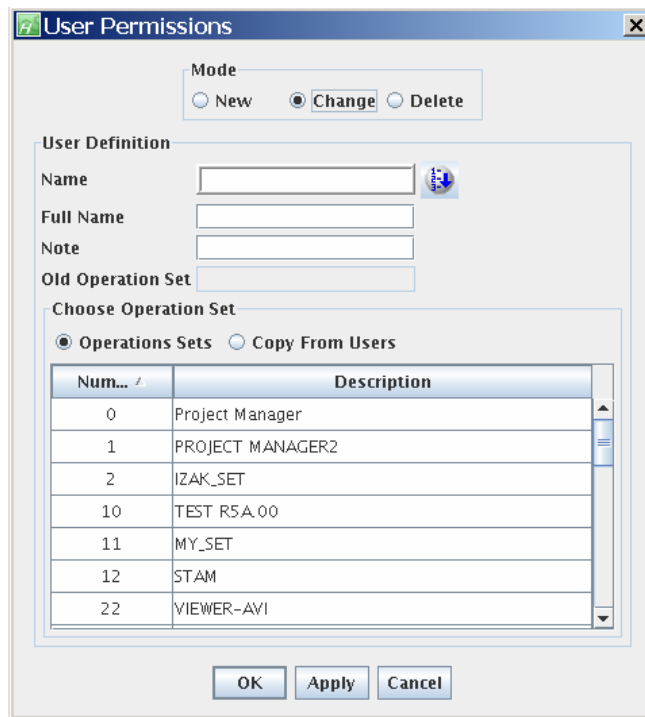 User Permissions
Mode
New Change Delete
User Definition
Name
Full Name
Note
Old Operation Set
Choose Operation Set
Operations Sets Copy From Users
Num... Description
0 Project Manager
1 PROJECT MANAGER2
2 IZAK_SET
10 TEST R5A.00
11 MY_SET
12 STAM
22 VIEWER-AVI
OK Apply Cancel